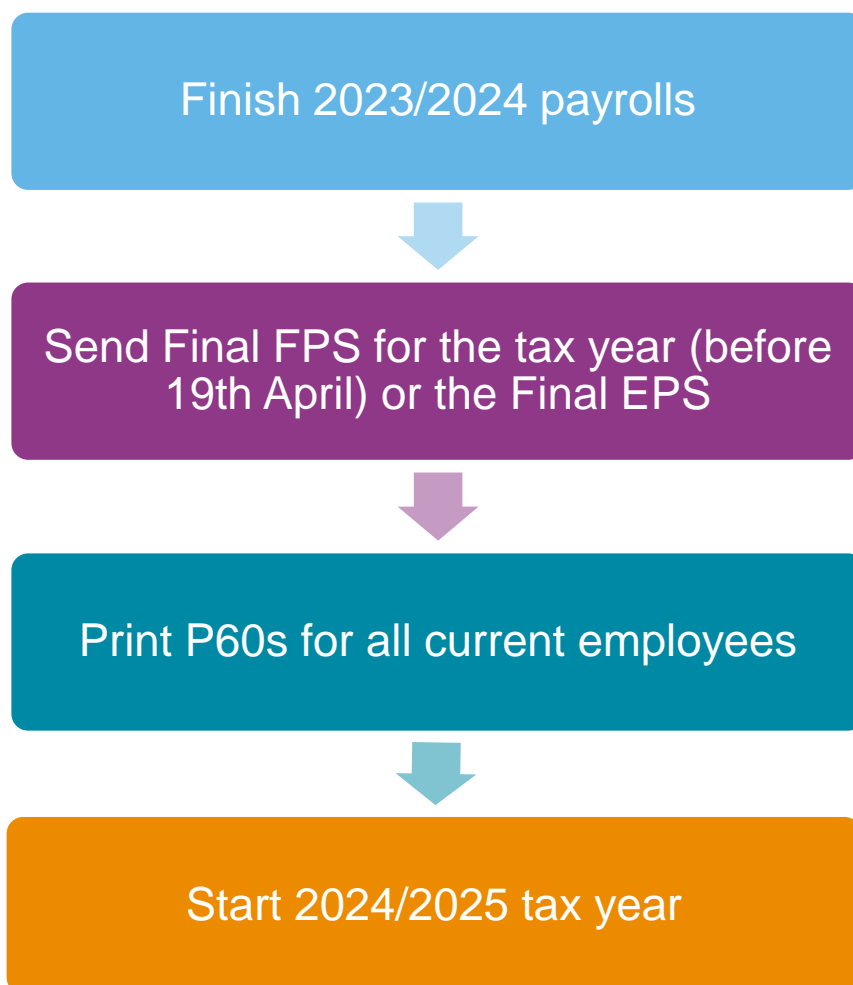 Finish 2023/2024 payrolls
Send Final FPS for the tax year (before
19th April) or the Final EPS
Print P60s for all current employees
Start 2024/2025 tax year